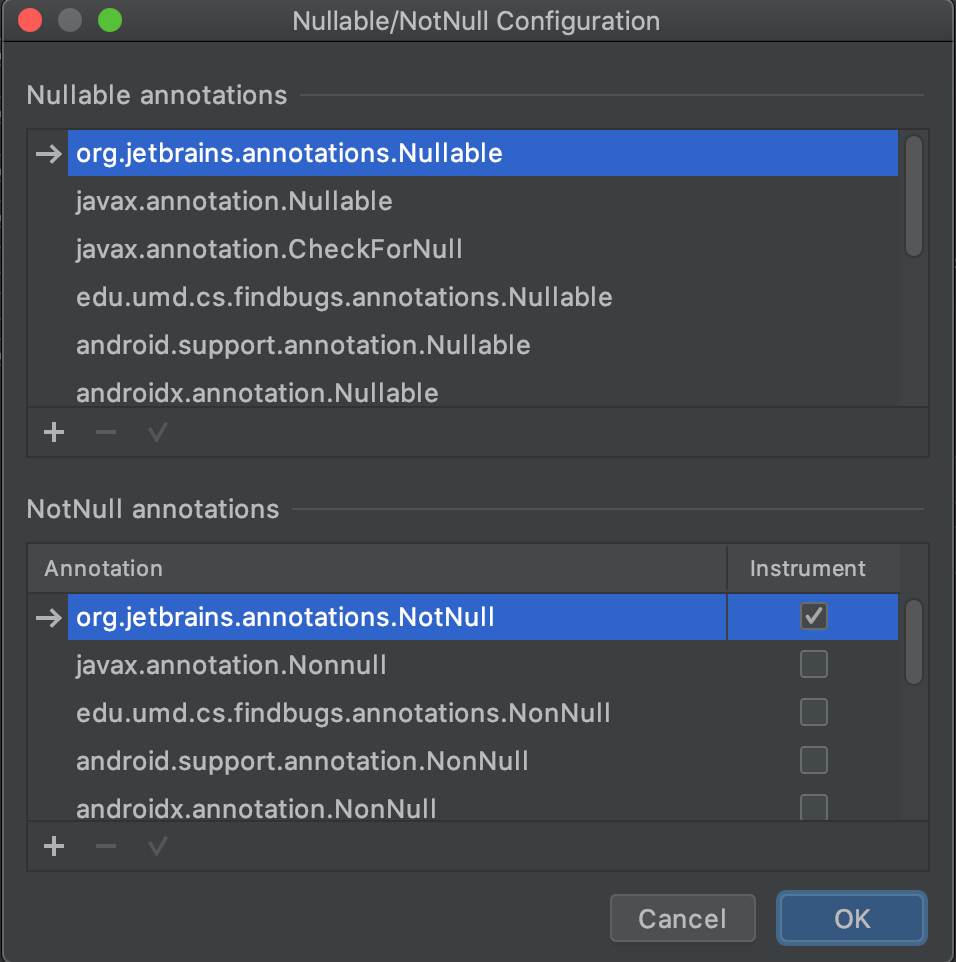 Nullable/NotNull Configuration
Nullable annotations
org.jetbrains.annotations.Nullable
javax.annotation.Nullable
javax.annotation.CheckForNull
edu.umd.cs.findbugs.annotations.Nullable
android.support.annotation.Nullable
androidx.annotation.Nullable
NotNull annotations
Annotation Instrument
org.jetbrains.annotations.NotNull
javax.annotation.Nonnull
edu.umd.cs.findbugs.annotations.NonNull
android.support.annotation.NonNull
androidx.annotation.NonNull
Cancel OK